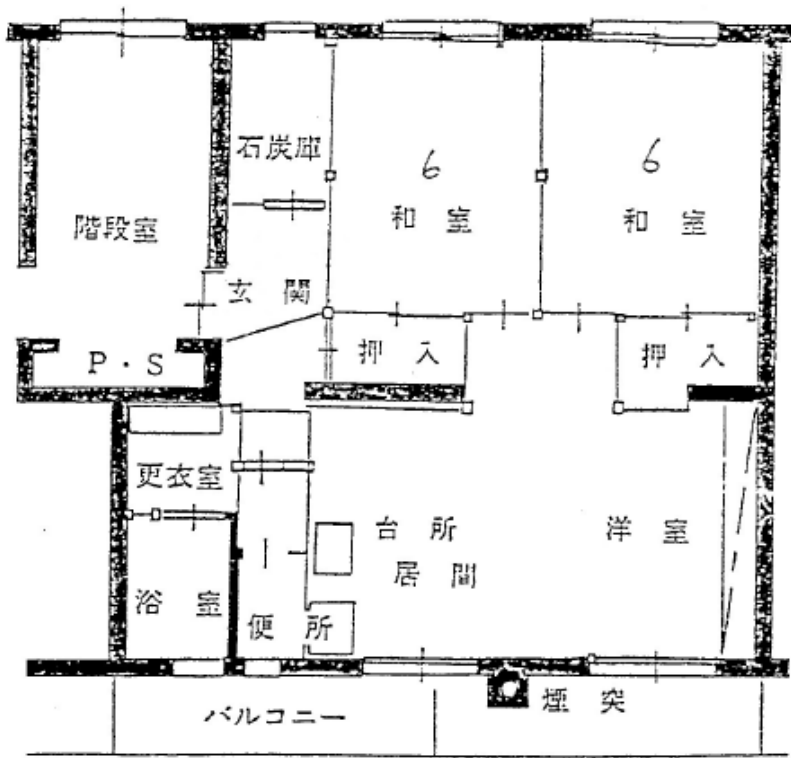 石炭庫
6
和室
6
和室
階段室
玄関
P・S
押入
押入
更衣室
台所
居間
洋室
浴室
便所
バルコニー
煙突